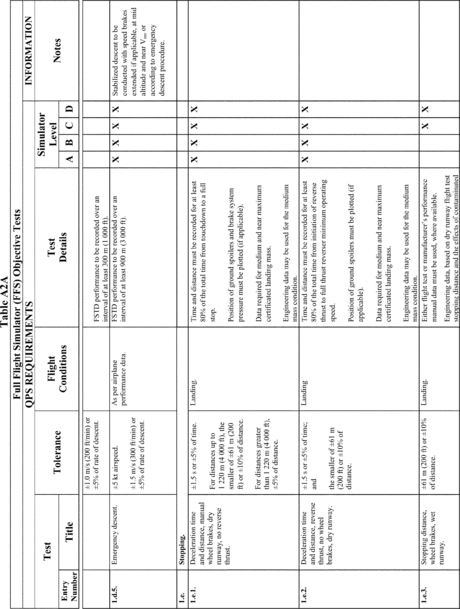 Table A2A
Full Flight Simulator (FFS) Objective Tests
QPS REQUIREMENTS
INFORMATION
Test
Tolerance
Flight
Conditions
Test
Details
Simulator
Level
Notes
Entry
Number
Title
A B C D
±1.0 m/s (200 ft/min) or
±5% of rate of descent.
FSTD performance to be recorded over an
interval of at least 300 m (1 000 ft).
1.d.5.
Emergency descent.
±5 kt airspeed.
±1.5 m/s (300 ft/min) or
±5% of rate of descent.
As per airplane
performance data.
FSTD performance to be recorded over an
interval of at least 900 m (3 000 ft).
X X X X
Stabilized descent to be
conducted with speed brakes
extended if applicable, at mid
altitude and near Vmo or
according to emergency
descent procedure.
1.e.
Stopping.
1.e.1.
Deceleration time
and distance, manual
wheel brakes, dry
runway, no reverse
thrust.
±1.5 s or ±5% of time.
For distances up to
1 220 m (4 000 ft), the
smaller of ±61 m (200
ft) or ±10% of distance.
For distances greater
than 1 220 m (4 000 ft),
±5% of distance.
Landing.
Time and distance must be recorded for at least
80% of the total time from touchdown to a full
stop.
Position of ground spoilers and brake system
pressure must be plotted (if applicable).
Data required for medium and near maximum
certificated landing mass.
Engineering data may be used for the medium
mass condition.
X X X X
1.e.2.
Deceleration time
and distance, reverse
thrust, no wheel
brakes, dry runway.
±1.5 s or ±5% of time;
and
the smaller of ±61 m
(200 ft) or ±10% of
distance.
Landing
Time and distance must be recorded for at least
80% of the total time from initiation of reverse
thrust to full thrust reverser minimum operating
speed.
Position of ground spoilers must be plotted (if
applicable).
Data required for medium and near maximum
certificated landing mass.
Engineering data may be used for the medium
mass condition.
X X X X
1.e.3.
Stopping distance,
wheel brakes, wet
runway.
±61 m (200 ft) or ±10%
of distance.
Landing.
Either flight test or manufacturer's performance
manual data must be used, where available.
Engineering data based on dry runway flight test
stopping distance and the effects of contaminated
X X